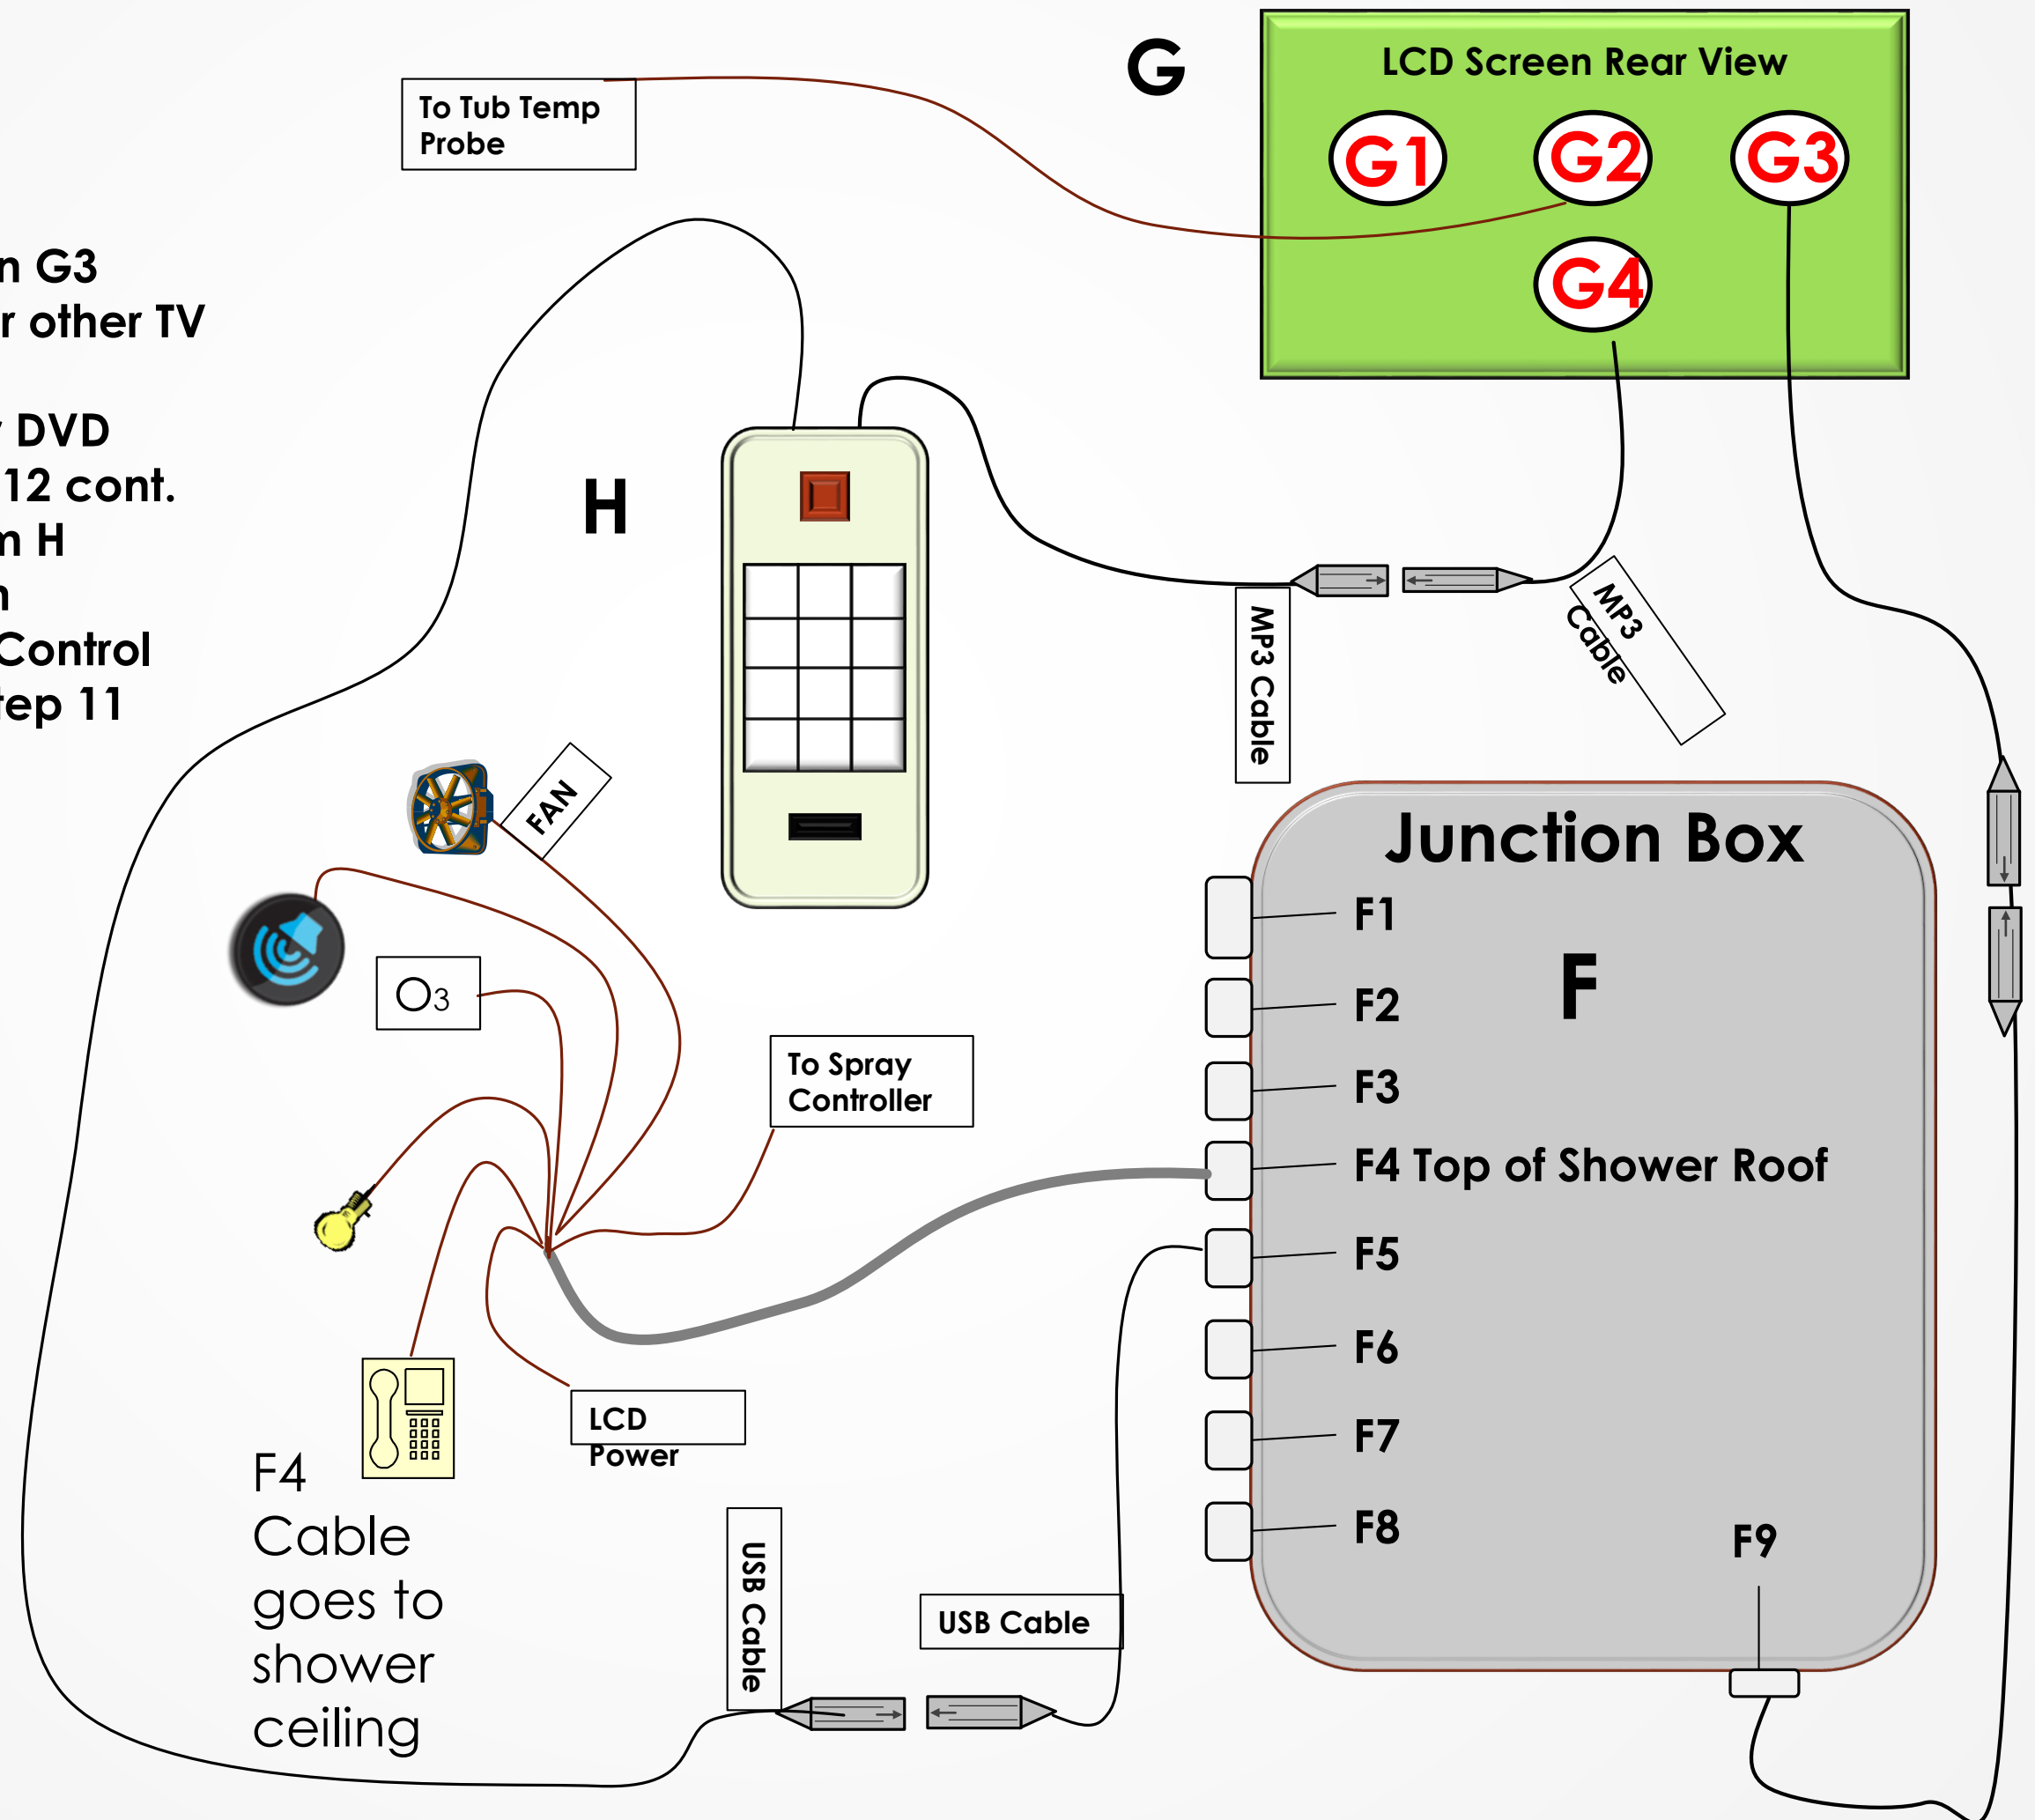 G
LCD Screen Rear View
G1
G2
G3
G4
To Tub Temp
Probe
G3
other TV
DVD
12 cont.
H
Control
11
H
MP3 Cable
MP3
Cable
FAN
O3
To Spray
Controller
Junction Box
F
F1
F2
F3
F4 Top of Shower Roof
F5
F6
F7
F8
F9
LCD
Power
F4
Cable
goes to
shower
ceiling
USB Cable
USB Cable